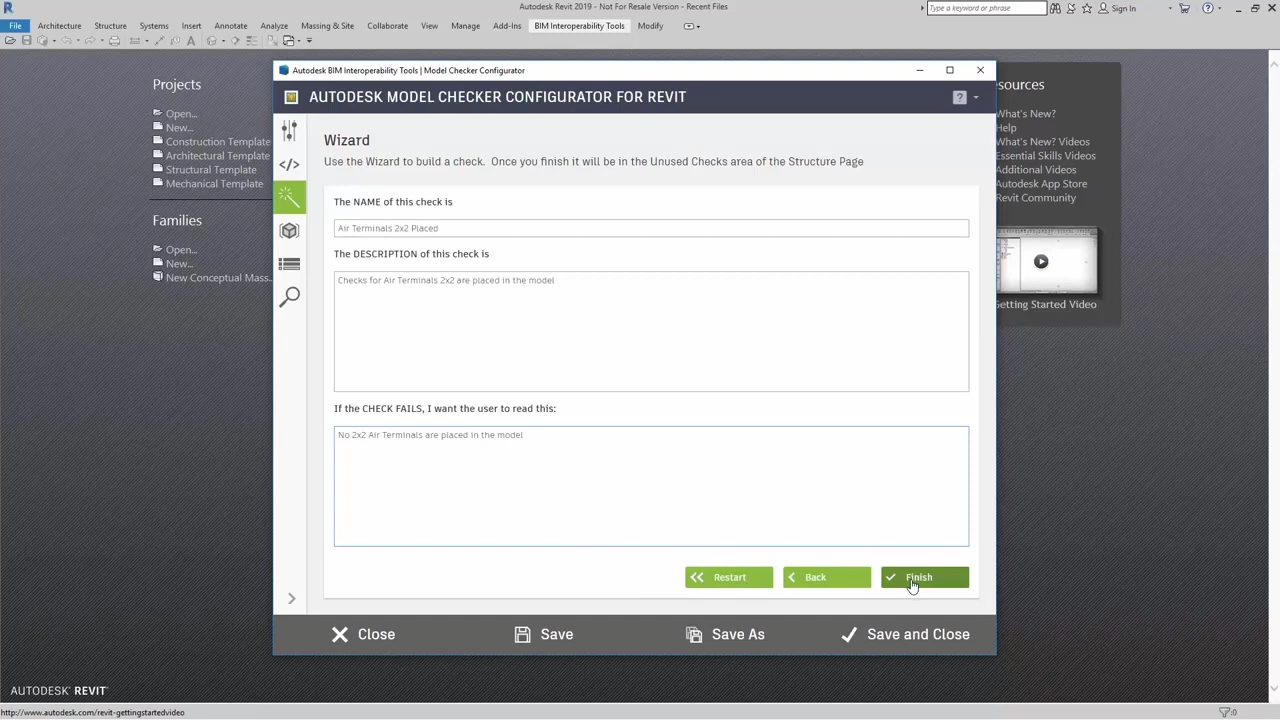 Autodesk Revit 2019 - Not For Resale Version - Recent Files
Type a keyword or phrase
Sign In
File Architecture Structure Systems Insert Annotate Analyze Massing & Site Collaborate View Manage Add-Ins BIM Interoperability Tools Modify
Projects
Open...
New...
Construction Template
Architectural Template
Structural Template
Mechanical Template
Families
Open...
New...
New Conceptual Mass..
Autodesk BIM Interoperability Tools | Model Checker Configurator
AUTODESK MODEL CHECKER CONFIGURATOR FOR REVIT
?
Wizard
Use the Wizard to build a check. Once you finish it will be in the Unused Checks area of the Structure Page
The NAME of this check is
Air Terminals 2x2 Placed
The DESCRIPTION of this check is
Checks for Air Terminals 2x2 are placed in the model
If the CHECK FAILS, I want the user to read this:
No 2x2 Air Terminals are placed in the model
Restart Back Finish
Close Save Save As Save and Close
sources
What's New?
Help
What's New? Videos
Essential Skills Videos
Additional Videos
Autodesk App Store
Revit Community
Getting Started Video
AUTODESK® REVIT®
http://www.autodesk.com/revit-gettingstartedvideo
:0